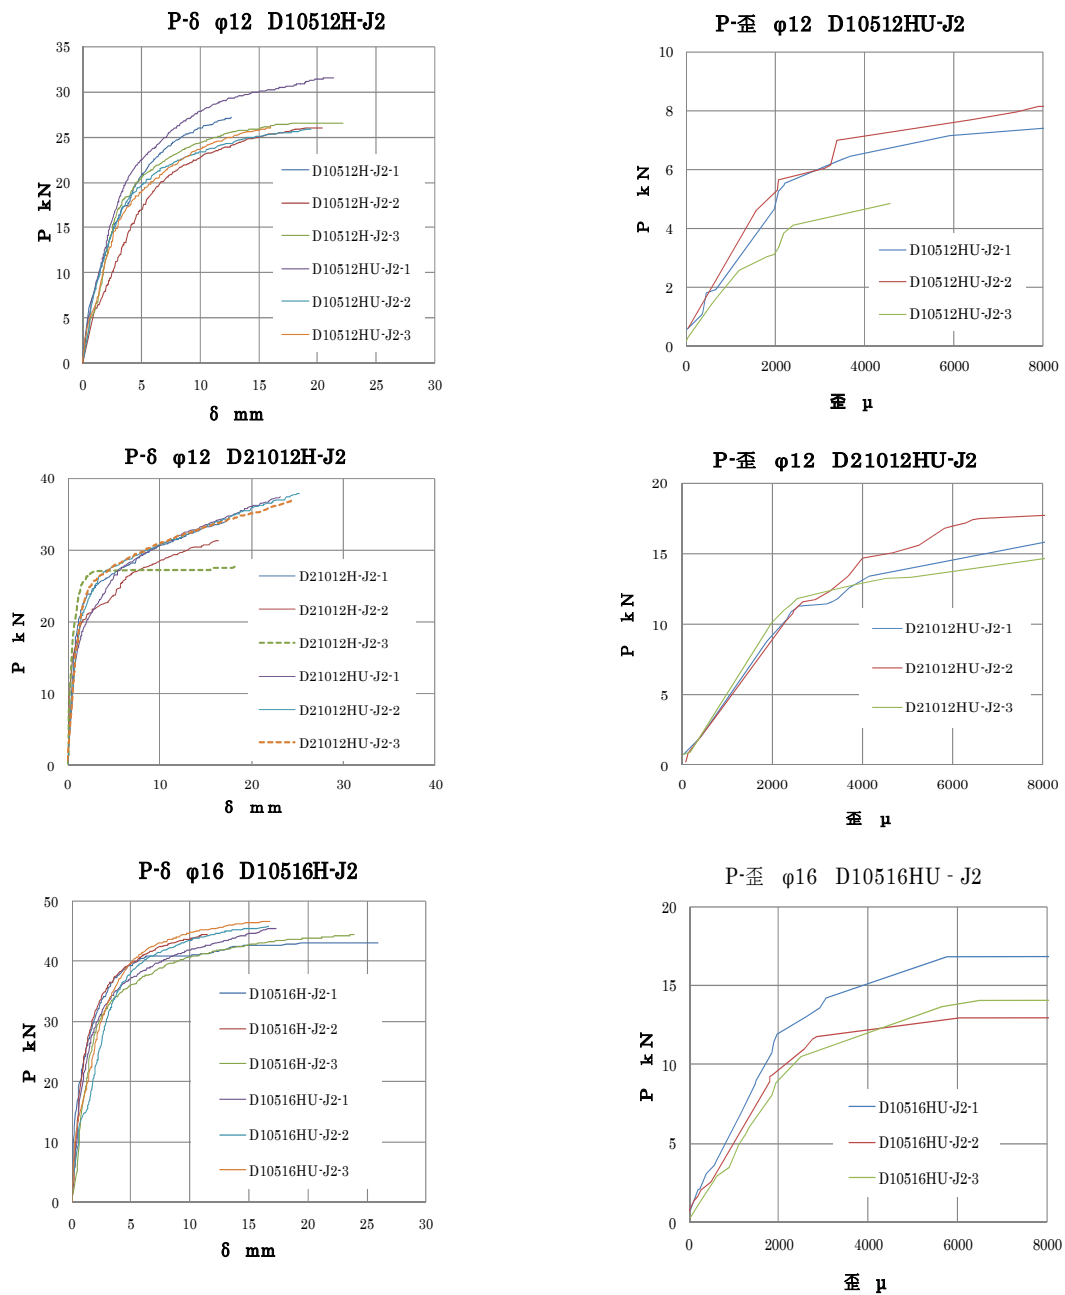 P-δ φ12 D10512H-J2
35
30
25
20
15
10
5
0
P kN
D10512H-J2-1
D10512H-J2-2
D10512H-J2-3
D10512HU-J2-1
D10512HU-J2-2
D10512HU-J2-3
0 5 10 15 20 25 30
δ mm
P-歪 φ12 D10512HU-J2
10
8
6
4
2
0
P kN
D10512HU-J2-1
D10512HU-J2-2
D10512HU-J2-3
0 2000 4000 6000 8000
歪 μ
P-δ φ12 D21012H-J2
40
30
20
10
0
P kN
D21012H-J2-1
D21012H-J2-2
D21012H-J2-3
D21012HU-J2-1
D21012HU-J2-2
D21012HU-J2-3
0 10 20 30 40
δ mm
P-歪 φ12 D21012HU-J2
20
15
10
5
0
P kN
D21012HU-J2-1
D21012HU-J2-2
D21012HU-J2-3
0 2000 4000 6000 8000
歪 μ
P-δ φ16 D10516H-J2
50
40
30
20
10
0
P kN
D10516H-J2-1
D10516H-J2-2
D10516H-J2-3
D10516HU-J2-1
D10516HU-J2-2
D10516HU-J2-3
0 5 10 15 20 25 30
δ mm
P-歪 φ16 D10516HU - J2
20
15
10
5
0
P kN
D10516HU-J2-1
D10516HU-J2-2
D10516HU-J2-3
0 2000 4000 6000 8000
歪 μ